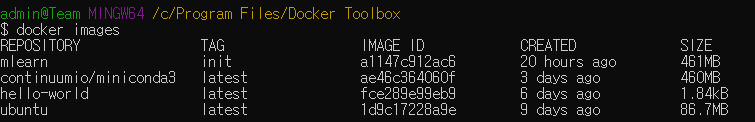 admin@Team MINGW64 /c/Program Files/Docker Toolbox
$ docker images
REPOSITORY TAG IMAGE ID CREATED SIZE
mlearn init a1147c912ac6 20 hours ago 461MB
continuumio/miniconda3 latest ae46c364060f 3 days ago 460MB
hello-world latest fce289e99eb9 6 days ago 1.84kB
ubuntu latest 1d9c17228a9e 9 days ago 86.7MB